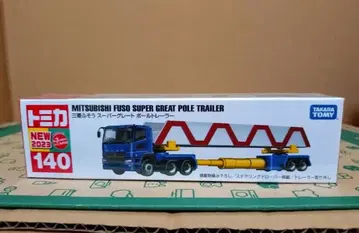 トミカ
MITSUBISHI FUSO SUPER GREAT POLE TRAILER
三菱ふそう スーパーグレート ポールトレーラー
TAKARA
TOMY
NEW
2023
140